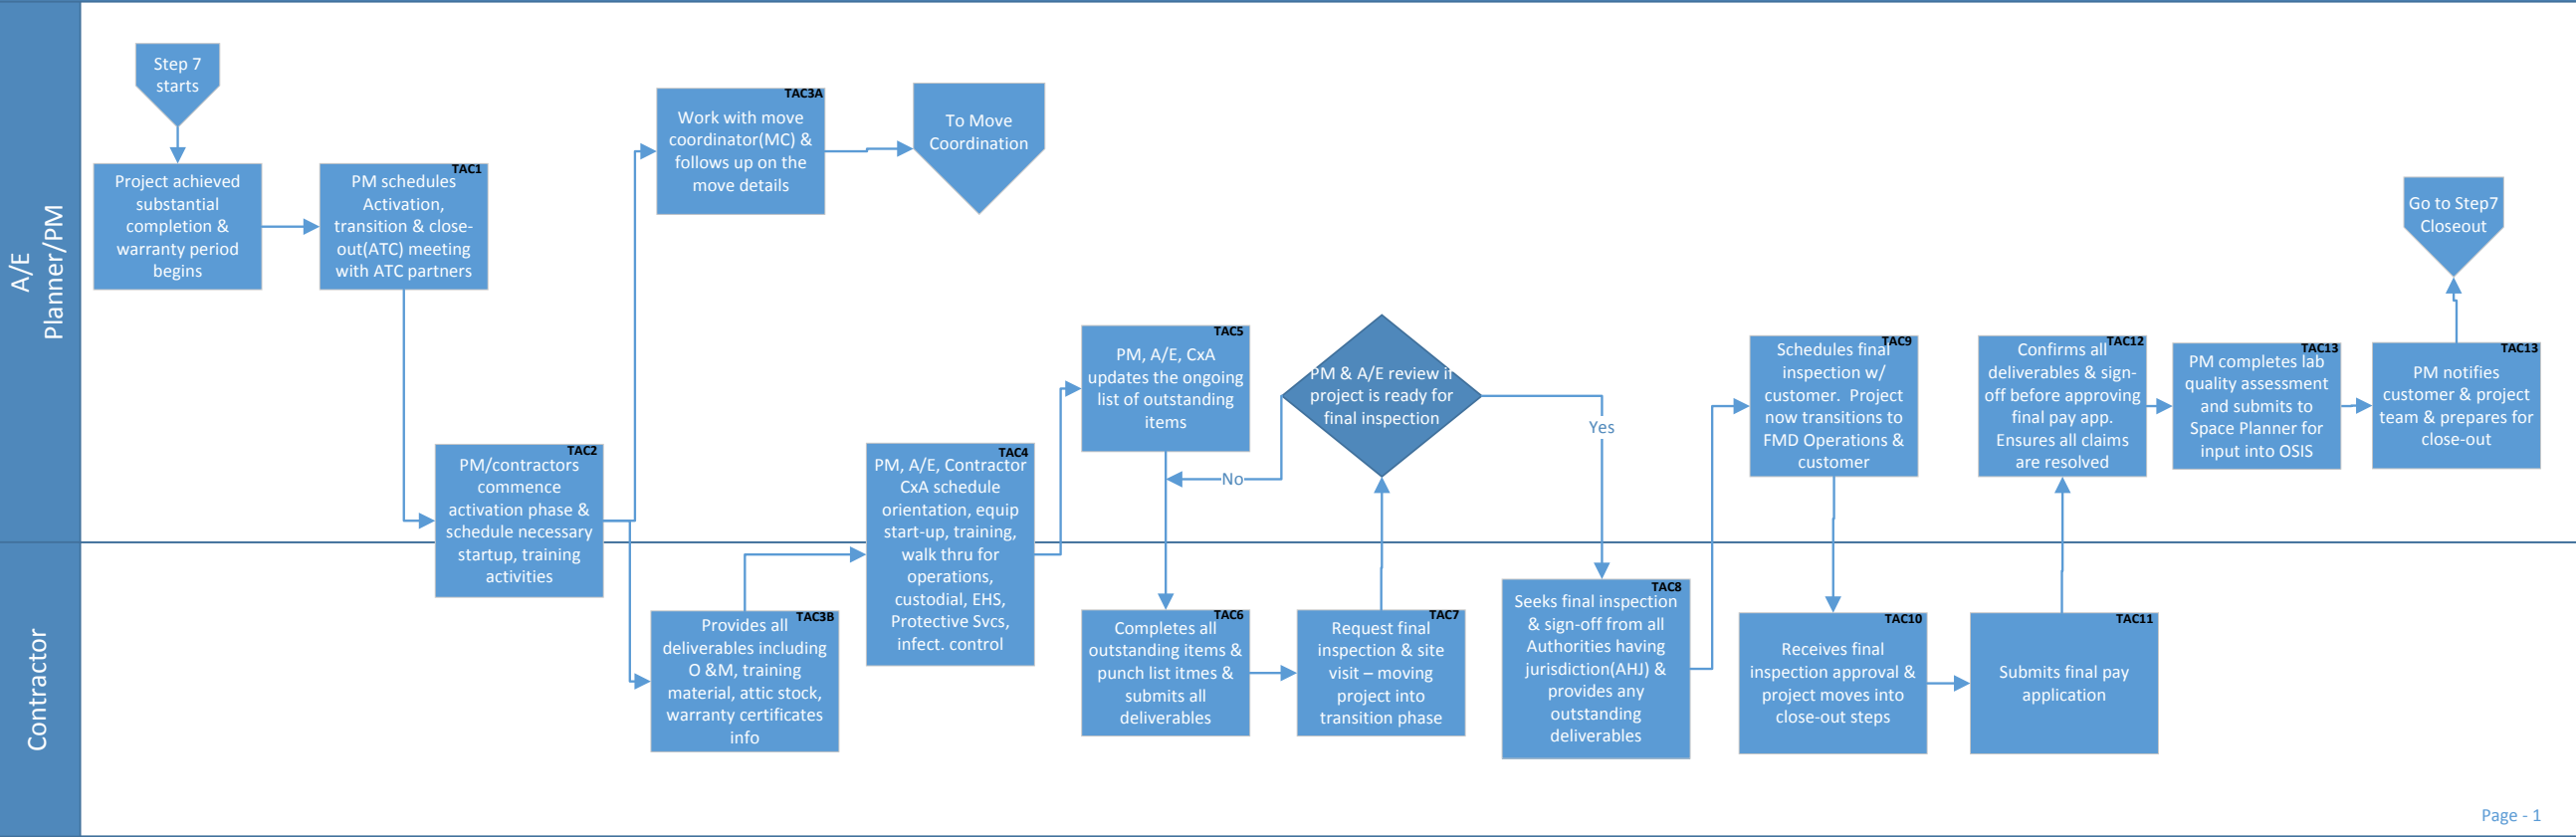 A/E
Planner/PM
Contractor
Step 7
starts
Project achieved
substantial
completion &
warranty period
begins
TAC1
PM schedules
Activation,
transition & close-
out(ATC) meeting
with ATC partners
TAC2
PM/contractors
commence
activation phase &
schedule necessary
startup, training
activities
TAC3A
Work with move
coordinator(MC) &
follows up on the
move details
To Move
Coordination
TAC3B
Provides all
deliverables including
O &M, training
material, attic stock,
warranty certificates
info
TAC4
PM, A/E, Contractor
CxA schedule
orientation, equip
start-up, training,
walk thru for
operations,
custodial, EHS,
Protective Svcs,
infect. control
TAC5
PM, A/E, CxA
updates the ongoing
list of outstanding
items
TAC6
Completes all
outstanding items &
punch list itmes &
submits all
deliverables
TAC7
Request final
inspection & site
visit – moving
project into
transition phase
PM & A/E review if
project is ready for
final inspection
No
Yes
TAC8
Seeks final inspection
& sign-off from all
Authorities having
jurisdiction(AHJ) &
provides any
outstanding
deliverables
TAC9
Schedules final
inspection w/
customer. Project
now transitions to
FMD Operations &
customer
TAC10
Receives final
inspection approval &
project moves into
close-out steps
TAC11
Submits final pay
application
TAC12
Confirms all
deliverables & sign-
off before approving
final pay app.
Ensures all claims
are resolved
TAC13
PM completes lab
quality assessment
and submits to
Space Planner for
input into OSIS
TAC13
PM notifies
customer & project
team & prepares for
close-out
Go to Step7
Closeout
Page - 1